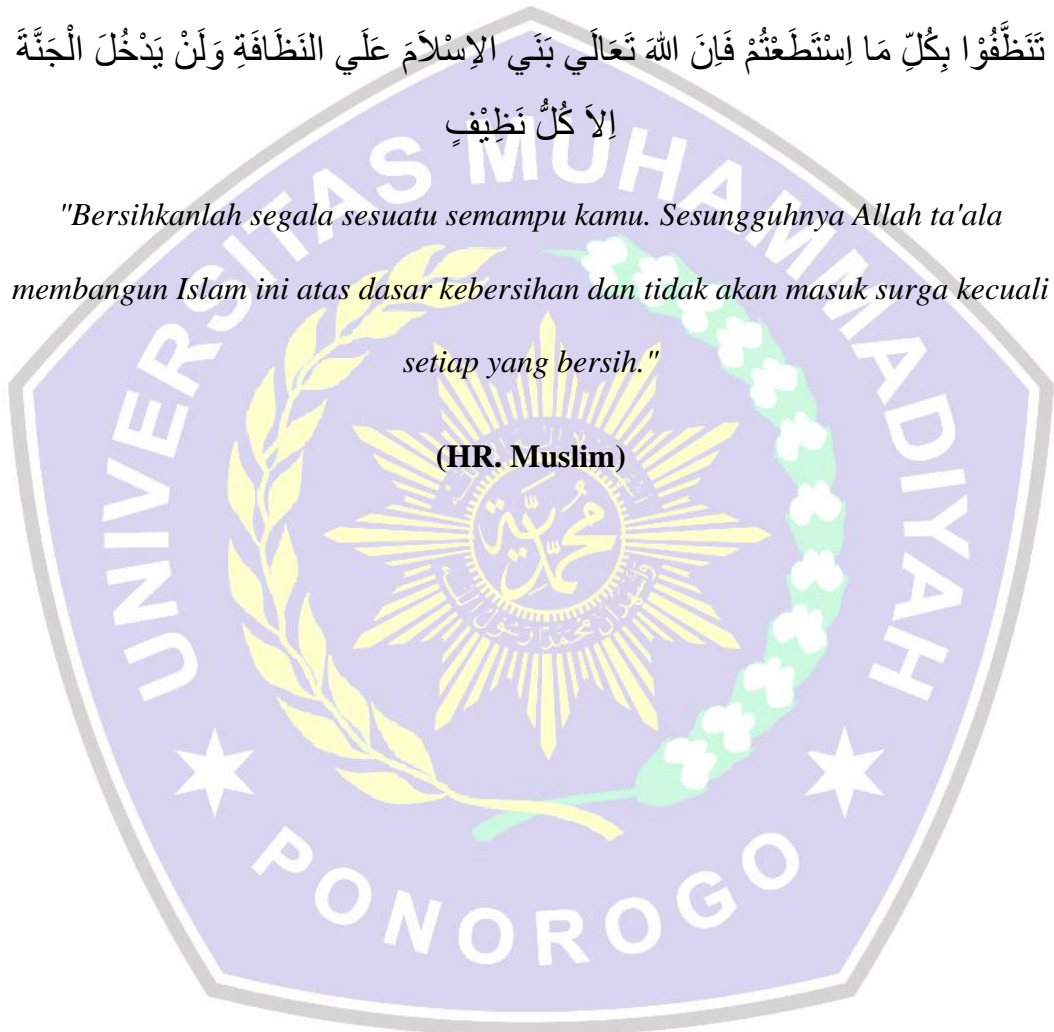 تَنَظَّفُوْا بِكُلِّ مَا اِسْتَطَعْتُمْ فَاِنَ اللهَ تَعَالَي بَنَي الاِسْلاَمَ عَلَي النَظَافَةِ وَلَنْ يَدْخُلَ الْجَنَّةَ
اِلاَ كُلُّ نَظِيْفٍ
"Bersihkanlah segala sesuatu semampu kamu. Sesungguhnya Allah ta'ala
membangun Islam ini atas dasar kebersihan dan tidak akan masuk surga kecuali
setiap yang bersih."
(HR. Muslim)
UNIVERSITAS MUHAMMADIYAH
PONOROGO
محمدية